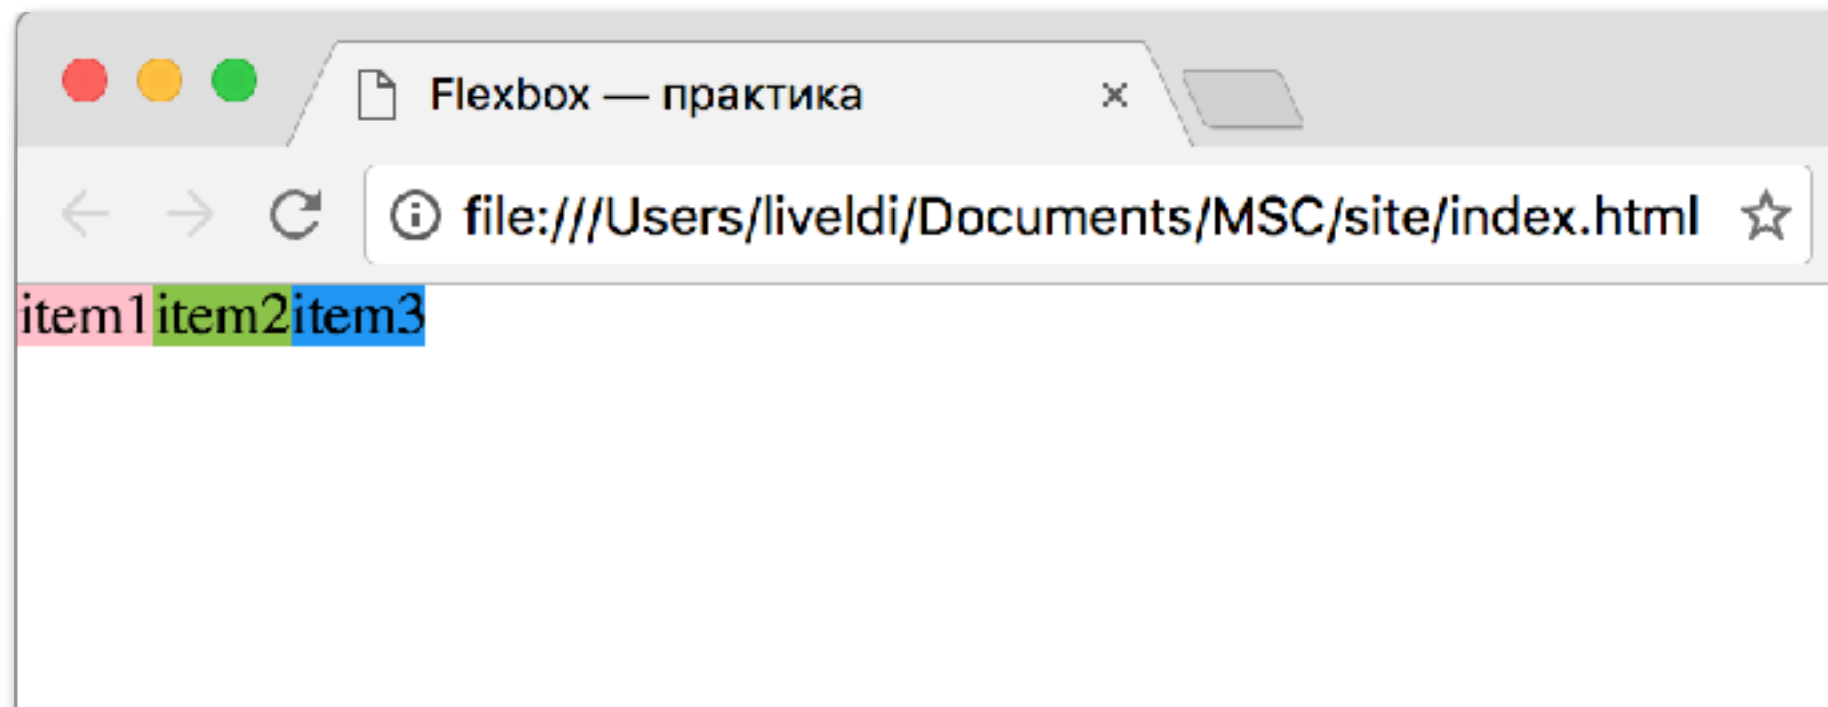 Flexbox — практика
file:///Users/liveldi/Documents/MSC/site/index.html
item1item2item3